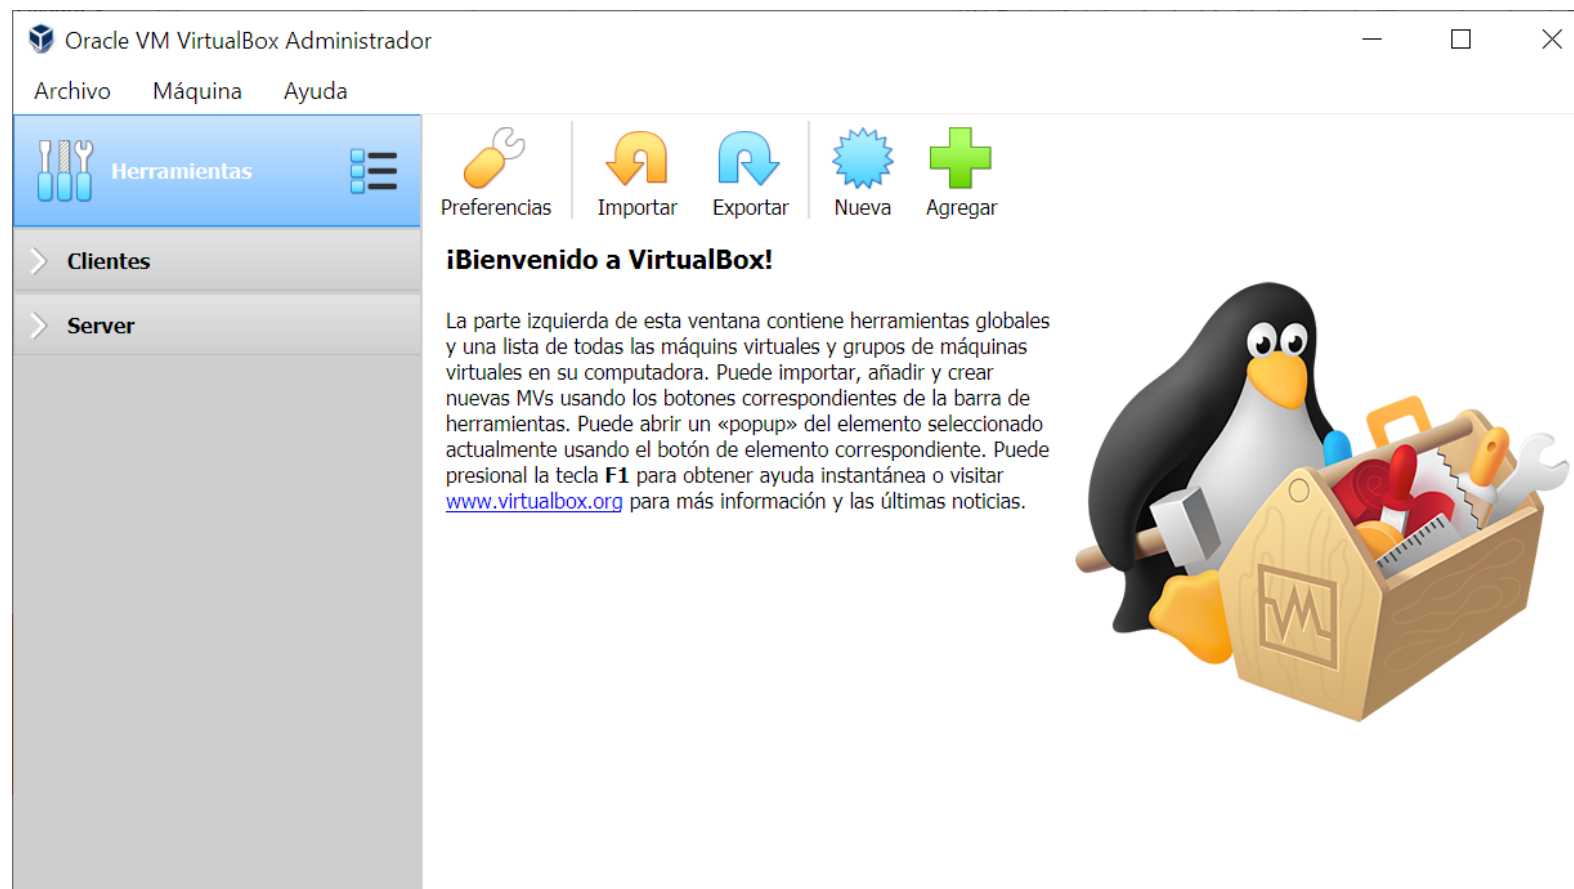 Oracle VM VirtualBox Administrador
Archivo Máquina Ayuda
Herramientas
Preferencias Importar Exportar Nueva Agregar
Clientes
Server
¡Bienvenido a VirtualBox!
La parte izquierda de esta ventana contiene herramientas globales
y una lista de todas las máquins virtuales y grupos de máquinas
virtuales en su computadora. Puede importar, añadir y crear
nuevas MVs usando los botones correspondientes de la barra de
herramientas. Puede abrir un «popup» del elemento seleccionado
actualmente usando el botón de elemento correspondiente. Puede
presional la tecla F1 para obtener ayuda instantánea o visitar
www.virtualbox.org para más información y las últimas noticias.